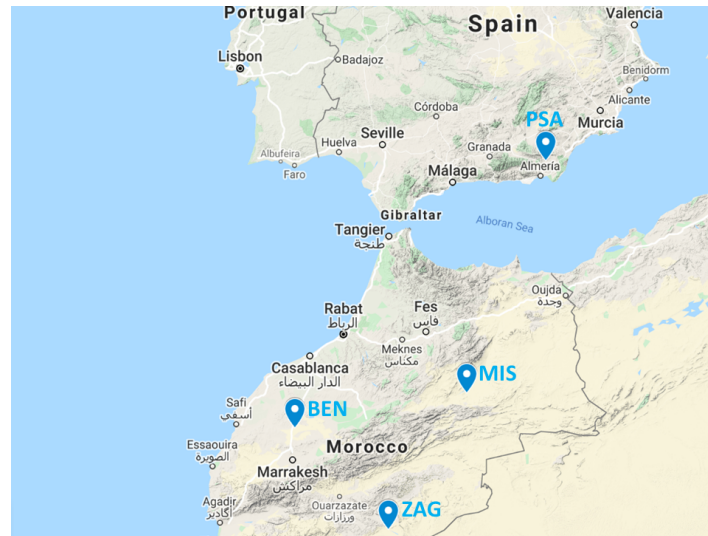 Portugal
Spain
Valencia
Lisbon
Badajoz
Benidorm
Alicante
Córdoba
PSA
Murcia
Huelva
Seville
Granada
Albufeira
Faro
Málaga
Almería
Gibraltar
Alboran Sea
Tangier
طنجة
Oujda
وجدة
Rabat
الرباط
Fes
فاس
Meknes
مكناس
Casablanca
الدار البيضاء
MIS
Safi
أسفي
BEN
Essaouira
الصويرة
Morocco
Marrakesh
مراكش
Agadir
أگادير
Ouarzazate
ورزازات
ZAG